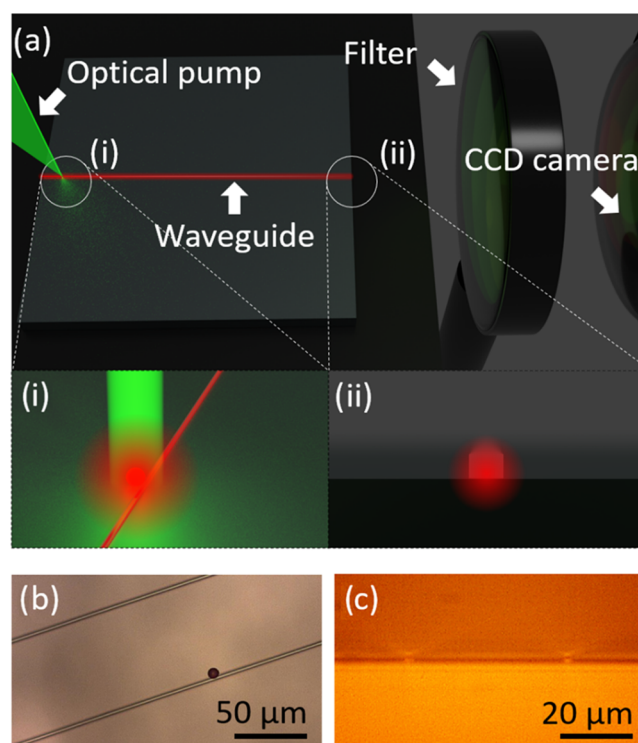 (a)
Optical pump
Filter
(i)
(ii)
CCD camera
Waveguide
(i)
(ii)
(b)
50 μm
(c)
20 μm